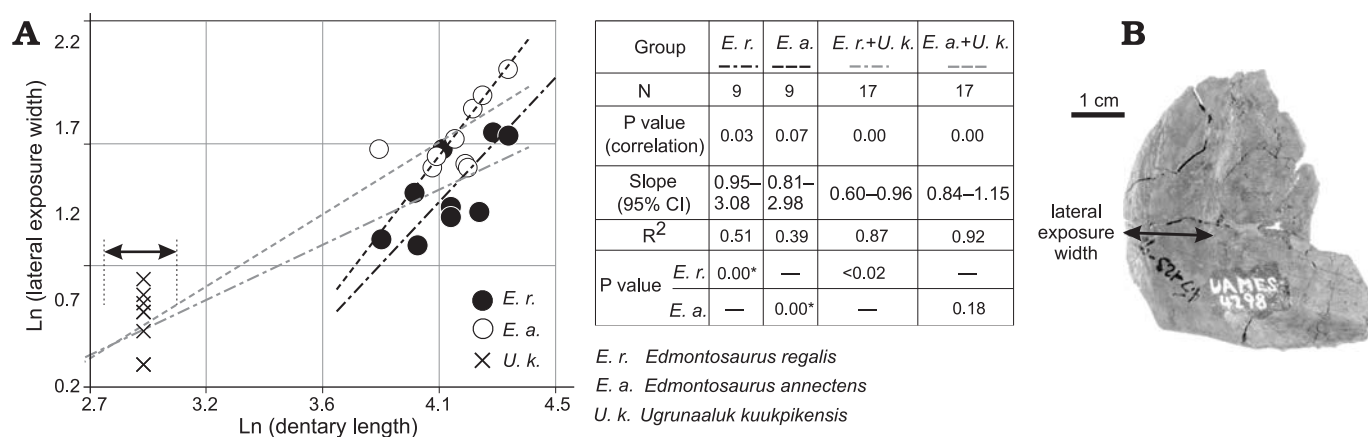 A
Ln (lateral exposure width)
2.2
1.7
1.2
0.7
0.2
2.7 3.2 3.6 4.1 4.5
Ln (dentary length)
E. r.
E. a.
U. k.
Group E. r. E. a. E. r.+U. k. E. a.+U. k.
N 9 9 17 17
P value (correlation) 0.03 0.07 0.00 0.00
Slope (95% CI) 0.95–3.08 0.81–2.98 0.60–0.96 0.84–1.15
R2 0.51 0.39 0.87 0.92
P value
E. r. 0.00* — <0.02 —
E. a. — 0.00* — 0.18
E. r. Edmontosaurus regalis
E. a. Edmontosaurus annectens
U. k. Ugrunaaluk kuukpikensis
B
1 cm
lateral
exposure
width
UAMES
4298